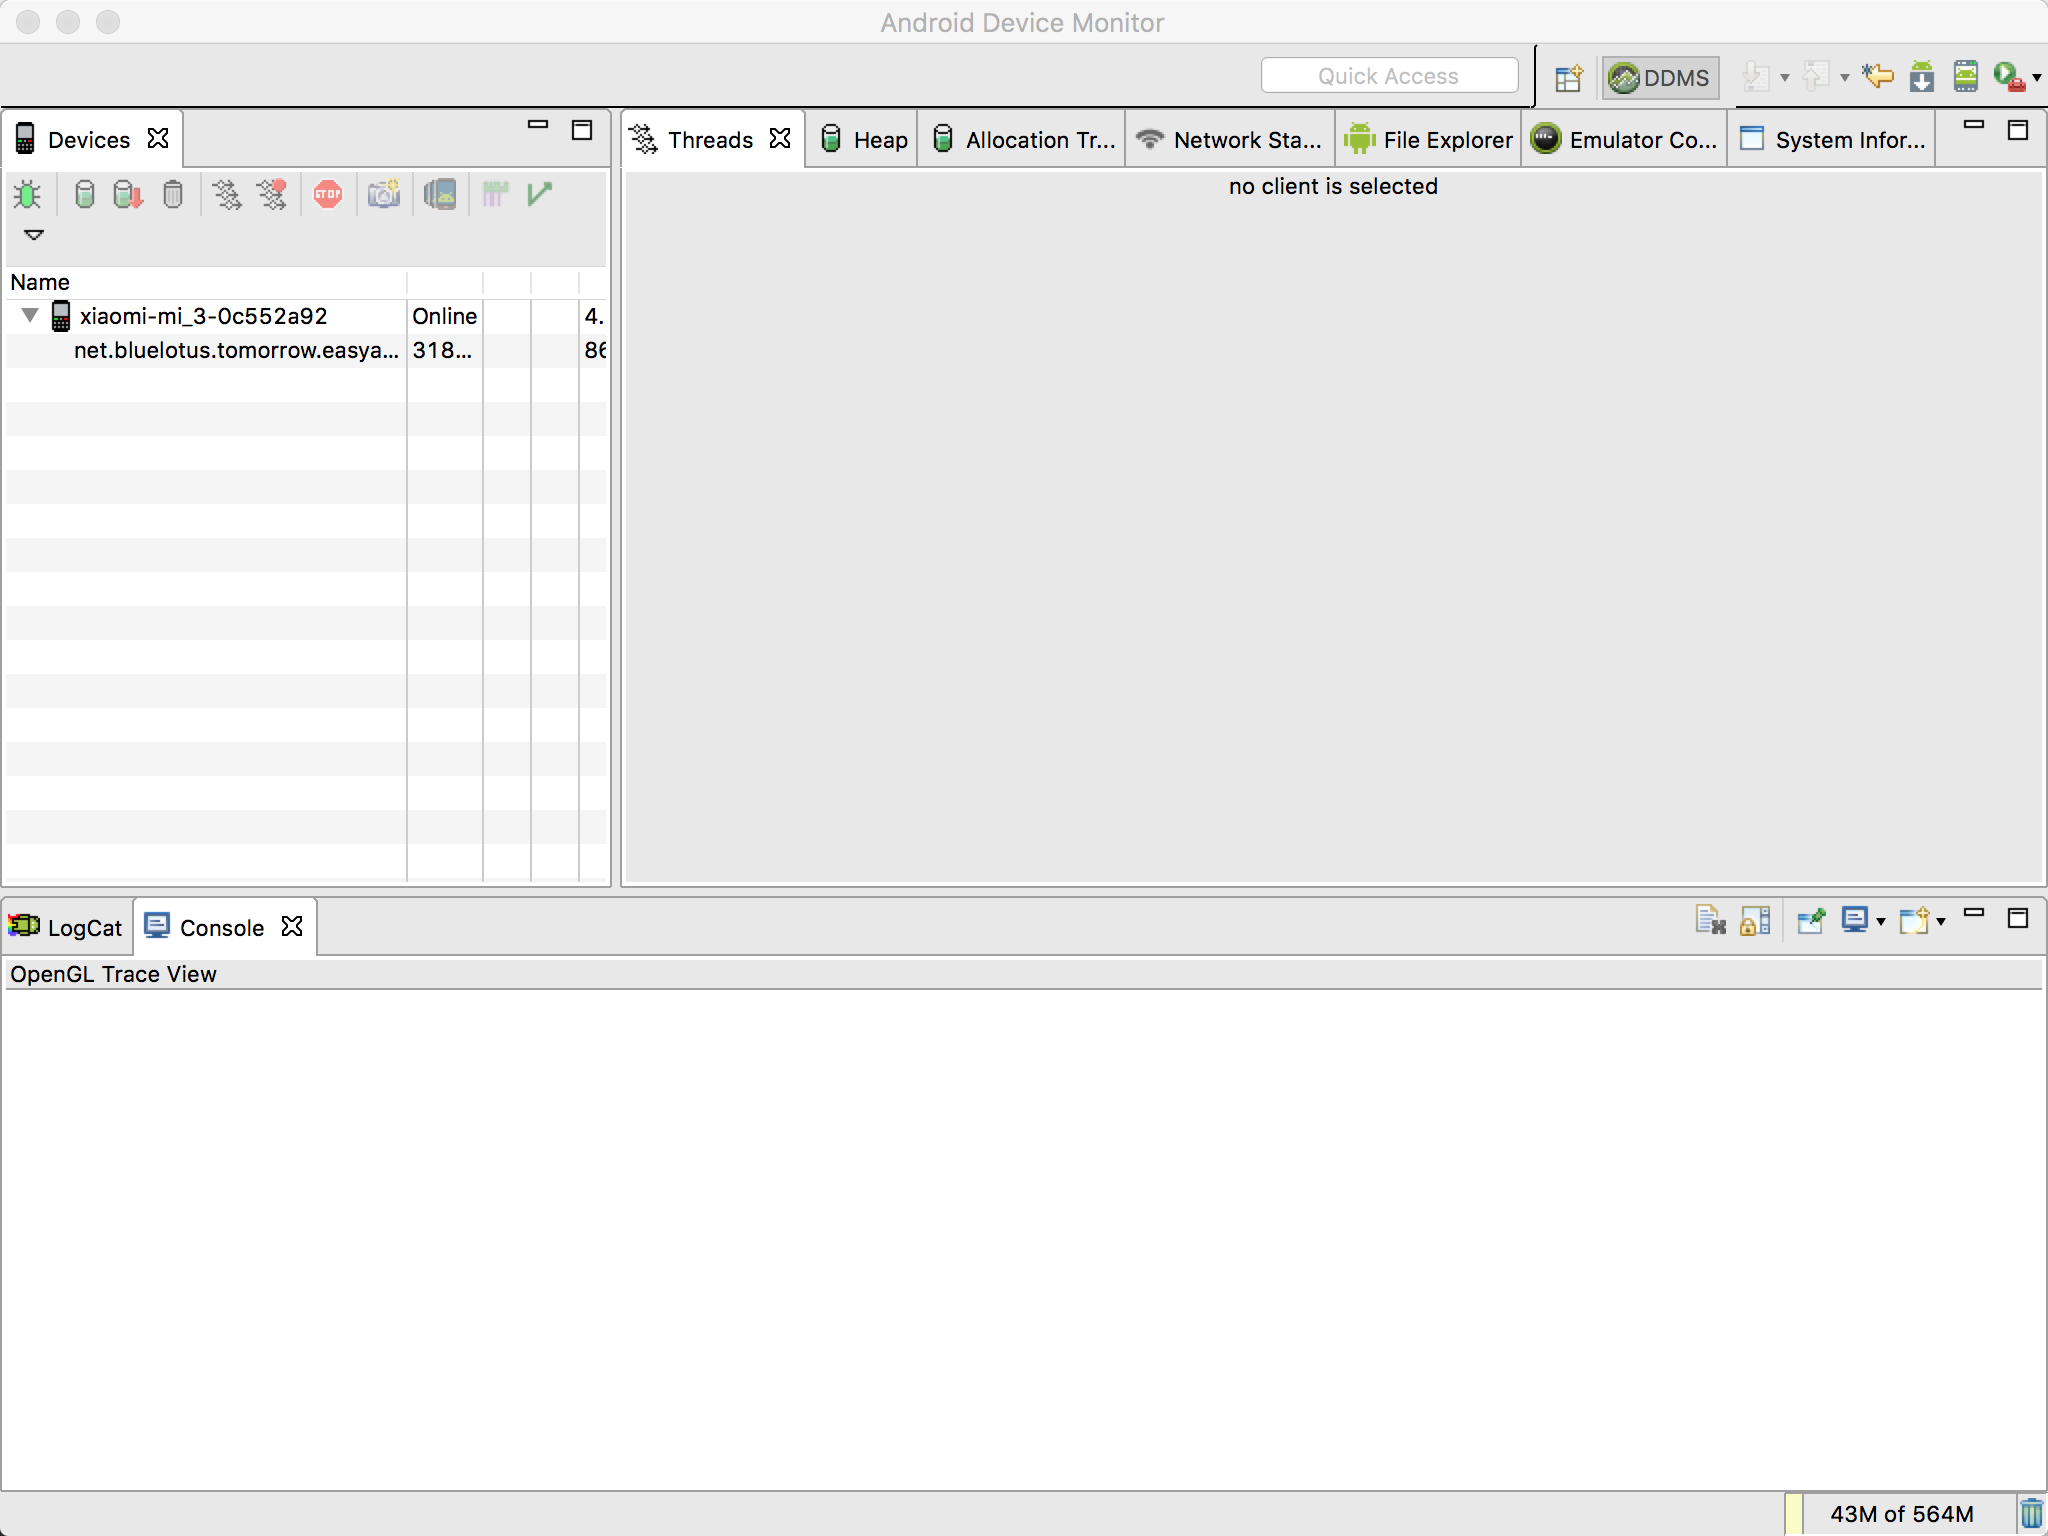 Android Device Monitor
Quick Access
DDMS
Devices
Threads
Heap
Allocation Tr...
Network Sta...
File Explorer
Emulator Co...
System Infor...
STOP
no client is selected
Name
xiaomi-mi_3-0c552a92 Online 4.
net.bluelotus.tomorrow.easya... 318... 86
LogCat
Console
OpenGL Trace View
43M of 564M